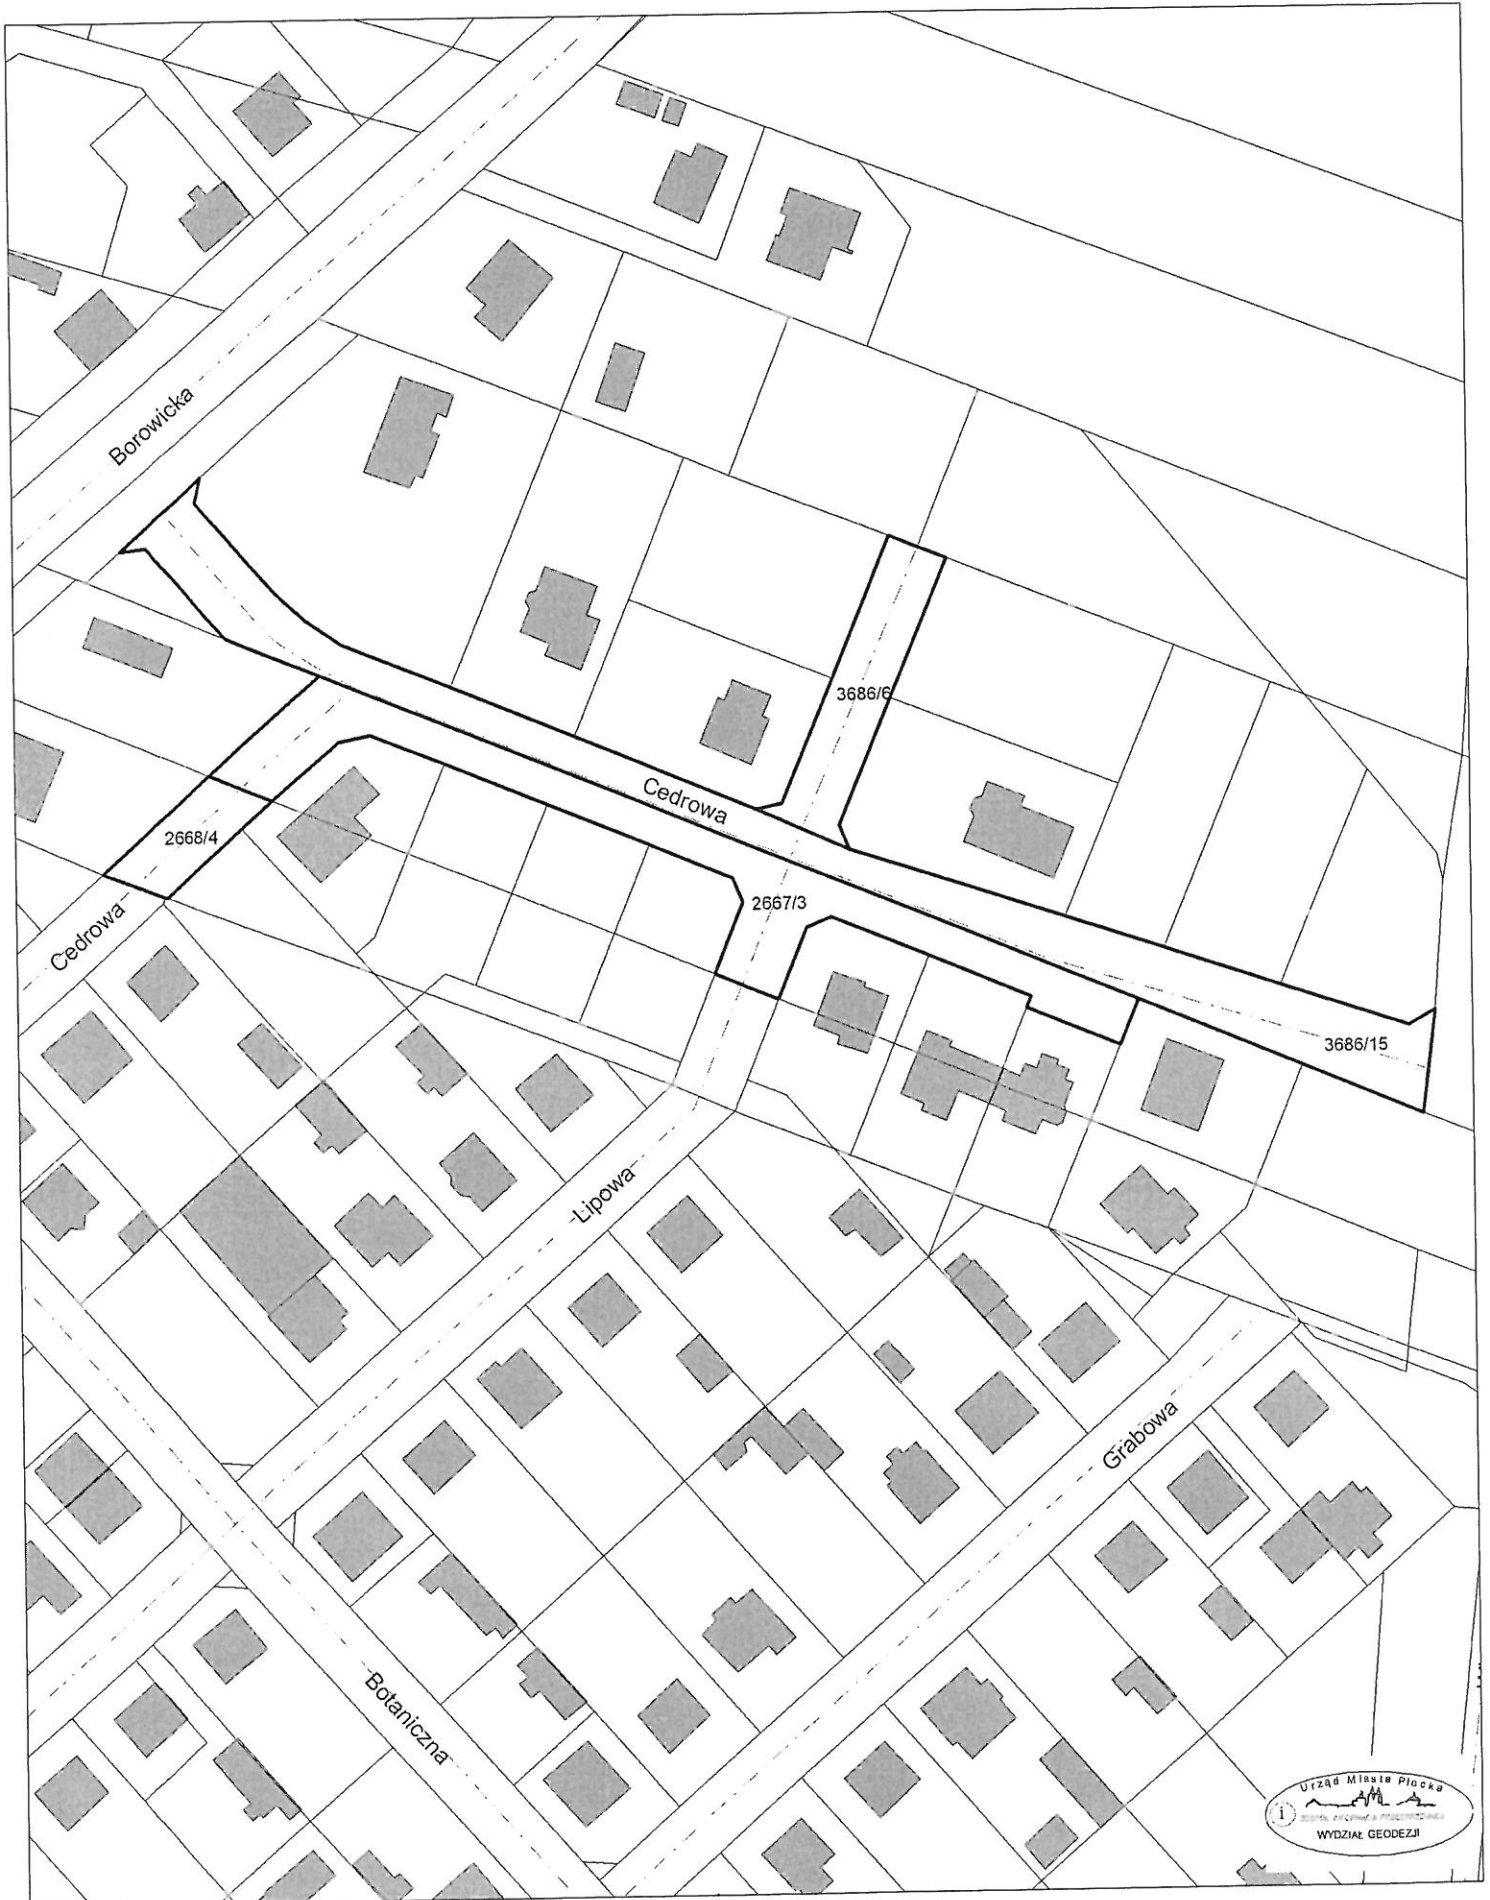 Borowicka
3686/6
Cedrowa
2668/4
2667/3
Cedrowa
3686/15
Lipowa
Grabowa
Botaniczna
Urząd Miasta Płocka
i
WYDZIAŁ GEODEZJI